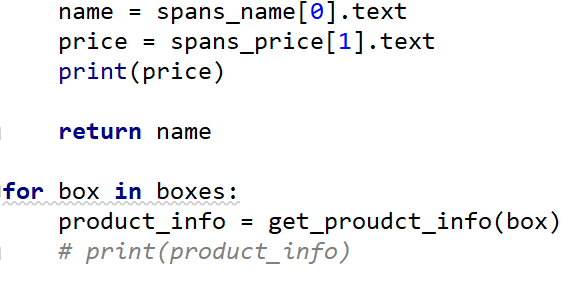 name = spans_name[0].text
price = spans_price[1].text
print(price)
return name
for box in boxes:
product_info = get_proudct_info(box)
# print(product_info)